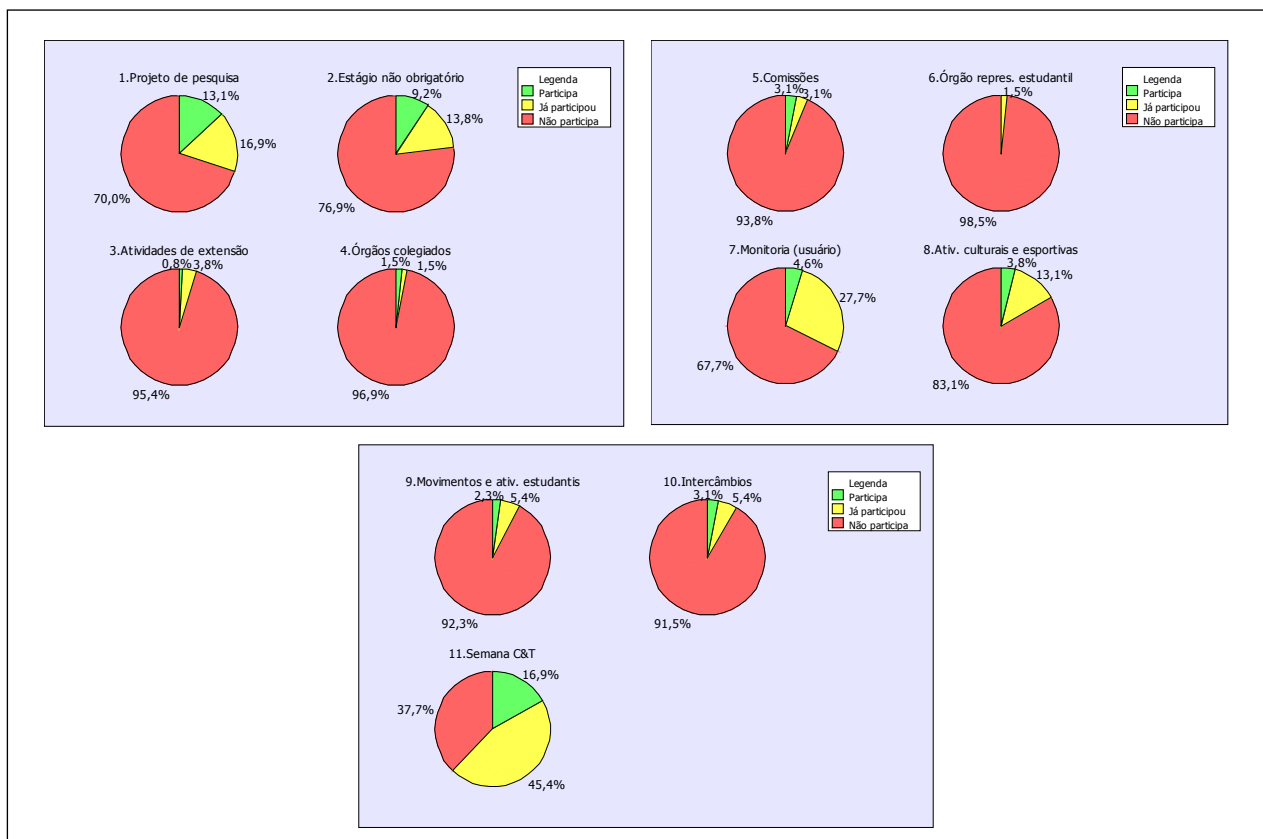 1.Projeto de pesquisa
13,1%
16,9%
70,0%
2.Estágio não obrigatório
9,2%
13,8%
76,9%
Legenda
Participa
Já participou
Não participa
3.Atividades de extensão
0,8%
3,8%
95,4%
4.Órgãos colegiados
1,5%
1,5%
96,9%
5.Comissões
3,1%
3,1%
93,8%
6.Órgão repres. estudantil
1,5%
98,5%
Legenda
Participa
Já participou
Não participa
7.Monitoria (usuário)
4,6%
27,7%
67,7%
8.Ativ. culturais e esportivas
3,8%
13,1%
83,1%
9.Movimentos e ativ. estudantis
2,3%
5,4%
92,3%
10.Intercâmbios
3,1%
5,4%
91,5%
Legenda
Participa
Já participou
Não participa
11.Semana C&T
16,9%
37,7%
45,4%